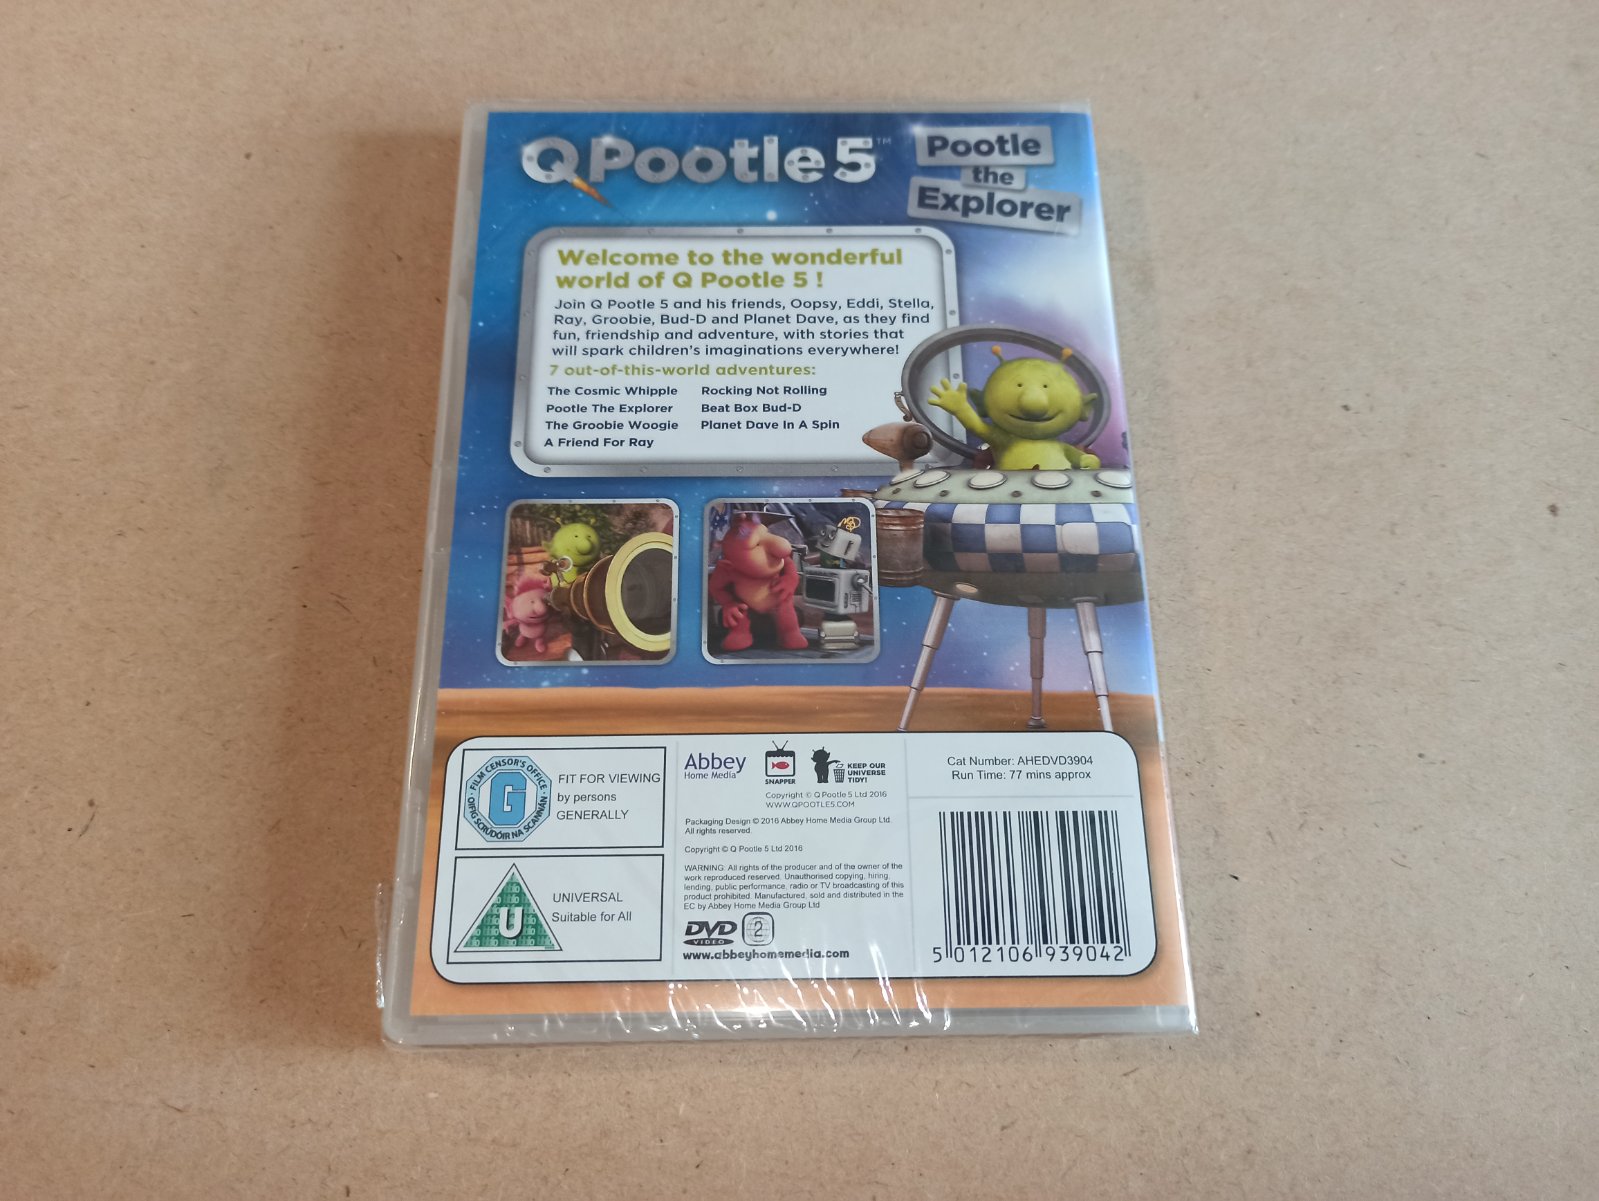 Q Pootle 5™
Pootle
the
Explorer
Welcome to the wonderful
world of Q Pootle 5 !
Join Q Pootle 5 and his friends, Oopsy, Eddi, Stella,
Ray, Groobie, Bud-D and Planet Dave, as they find
fun, friendship and adventure, with stories that
will spark children's imaginations everywhere!
7 out-of-this-world adventures:
The Cosmic Whipple
Pootle The Explorer
The Groobie Woogie
A Friend For Ray
Rocking Not Rolling
Beat Box Bud-D
Planet Dave In A Spin
FILM CENSOR'S OFFICE
G
OIFIG SCRÚDÓIR NA SCANNÁN
FIT FOR VIEWING
by persons
GENERALLY
U
UNIVERSAL
Suitable for All
Abbey
Home Media
SNAPPER
KEEP OUR
UNIVERSE
TIDY!
Copyright © Q Pootle 5 Ltd 2016
WWW.QPOOTLE5.COM
Packaging Design © 2016 Abbey Home Media Group Ltd.
All rights reserved.
Copyright © Q Pootle 5 Ltd 2016
WARNING: All rights of the producer and of the owner of the
work reproduced reserved. Unauthorised copying, hiring,
lending, public performance, radio or TV broadcasting of this
product prohibited. Manufactured, sold and distributed in the
EC by Abbey Home Media Group Ltd
DVD
VIDEO
2
www.abbeyhomemedia.com
Cat Number: AHEDVD3904
Run Time: 77 mins approx
5 012106 939042